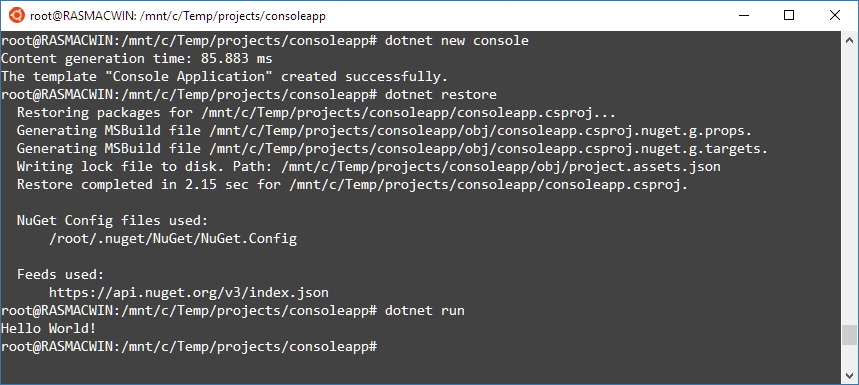 root@RASMACWIN: /mnt/c/Temp/projects/consoleapp
root@RASMACWIN:/mnt/c/Temp/projects/consoleapp# dotnet new console
Content generation time: 85.883 ms
The template "Console Application" created successfully.
root@RASMACWIN:/mnt/c/Temp/projects/consoleapp# dotnet restore
  Restoring packages for /mnt/c/Temp/projects/consoleapp/consoleapp.csproj...
  Generating MSBuild file /mnt/c/Temp/projects/consoleapp/obj/consoleapp.csproj.nuget.g.props.
  Generating MSBuild file /mnt/c/Temp/projects/consoleapp/obj/consoleapp.csproj.nuget.g.targets.
  Writing lock file to disk. Path: /mnt/c/Temp/projects/consoleapp/obj/project.assets.json
  Restore completed in 2.15 sec for /mnt/c/Temp/projects/consoleapp/consoleapp.csproj.
  NuGet Config files used:
      /root/.nuget/NuGet/NuGet.Config
  Feeds used:
      https://api.nuget.org/v3/index.json
root@RASMACWIN:/mnt/c/Temp/projects/consoleapp# dotnet run
Hello World!
root@RASMACWIN:/mnt/c/Temp/projects/consoleapp#